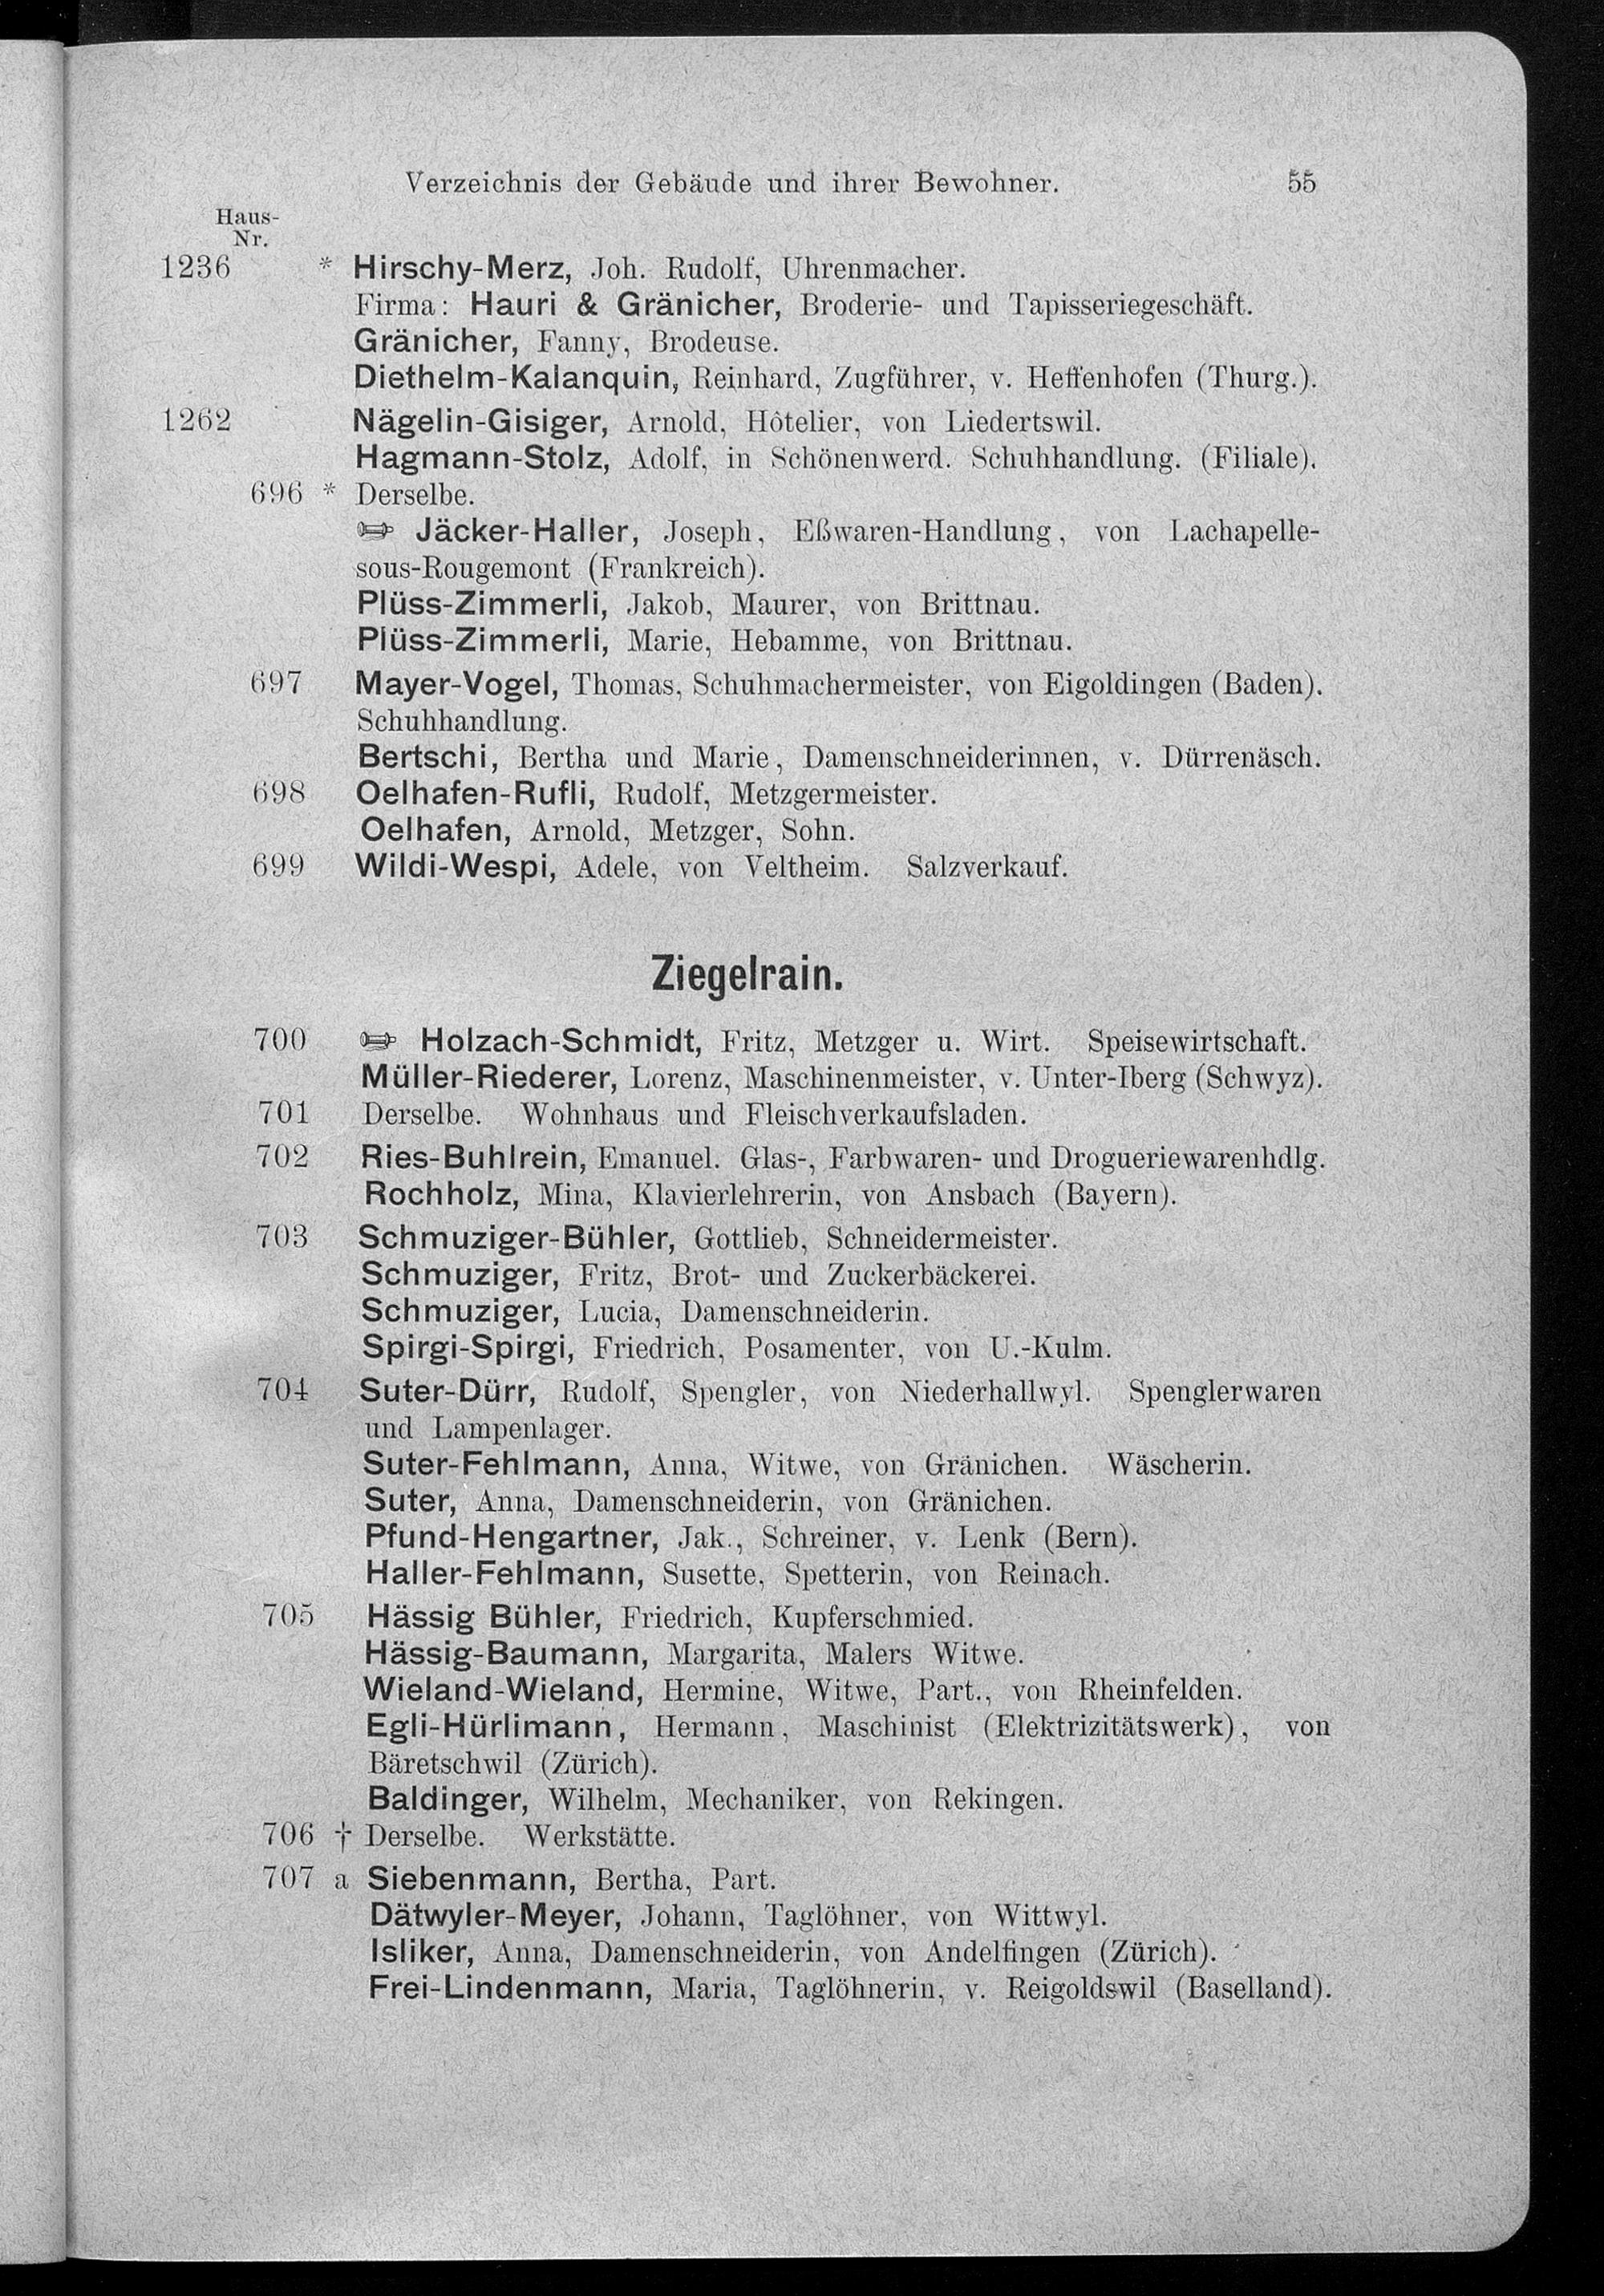 Verzeichnis der Gebäude und ihrer Bewohner. 55
Haus-
Nr.
1236 * Hirschy-Merz, Joh. Rudolf, Uhrenmacher.
Firma: Hauri & Gränicher, Broderie- und Tapisseriegeschäft.
Gränicher, Fanny, Brodeuse.
Diethelm-Kalanquin, Reinhard, Zugführer, v. Heffenhofen (Thurg.).
1262 Nägelin-Gisiger, Arnold, Hôtelier, von Liedertswil.
Hagmann-Stolz, Adolf, in Schönenwerd. Schuhhandlung. (Filiale).
696 * Derselbe.
Jäcker-Haller, Joseph, Eßwaren-Handlung, von Lachapelle-
sous-Rougemont (Frankreich).
Plüss-Zimmerli, Jakob, Maurer, von Brittnau.
Plüss-Zimmerli, Marie, Hebamme, von Brittnau.
697 Mayer-Vogel, Thomas, Schuhmachermeister, von Eigoldingen (Baden).
Schuhhandlung.
Bertschi, Bertha und Marie, Damenschneiderinnen, v. Dürrenäsch.
698 Oelhafen-Rufli, Rudolf, Metzgermeister.
Oelhafen, Arnold, Metzger, Sohn.
699 Wildi-Wespi, Adele, von Veltheim. Salzverkauf.
Ziegelrain.
700 Holzach-Schmidt, Fritz, Metzger u. Wirt. Speisewirtschaft.
Müller-Riederer, Lorenz, Maschinenmeister, v. Unter-Iberg (Schwyz).
701 Derselbe. Wohnhaus und Fleischverkaufsladen.
702 Ries-Buhlrein, Emanuel. Glas-, Farbwaren- und Drogueriewarenhdlg.
Rochholz, Mina, Klavierlehrerin, von Ansbach (Bayern).
703 Schmuziger-Bühler, Gottlieb, Schneidermeister.
Schmuziger, Fritz, Brot- und Zuckerbäckerei.
Schmuziger, Lucia, Damenschneiderin.
Spirgi-Spirgi, Friedrich, Posamenter, von U.-Kulm.
704 Suter-Dürr, Rudolf, Spengler, von Niederhallwyl. Spenglerwaren
und Lampenlager.
Suter-Fehlmann, Anna, Witwe, von Gränichen. Wäscherin.
Suter, Anna, Damenschneiderin, von Gränichen.
Pfund-Hengartner, Jak., Schreiner, v. Lenk (Bern).
Haller-Fehlmann, Susette, Spetterin, von Reinach.
705 Hässig Bühler, Friedrich, Kupferschmied.
Hässig-Baumann, Margarita, Malers Witwe.
Wieland-Wieland, Hermine, Witwe, Part., von Rheinfelden.
Egli-Hürlimann, Hermann, Maschinist (Elektrizitätswerk), von
Bäretschwil (Zürich).
Baldinger, Wilhelm, Mechaniker, von Rekingen.
706 † Derselbe. Werkstätte.
707 a Siebenmann, Bertha, Part.
Dätwyler-Meyer, Johann, Taglöhner, von Wittwyl.
Isliker, Anna, Damenschneiderin, von Andelfingen (Zürich).
Frei-Lindenmann, Maria, Taglöhnerin, v. Reigoldswil (Baselland).